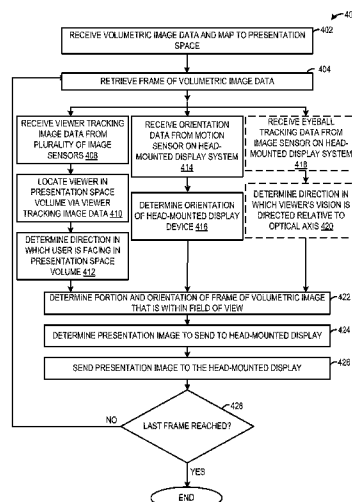 RECEIVE VOLUMETRIC IMAGE DATA AND MAP TO PRESENTATION
SPACE
402
RETRIEVE FRAME OF VOLUMETRIC IMAGE DATA
404
RECEIVE VIEWER
TRACKING
IMAGE DATA FROM
PLURALITY OF IMAGE
SENSORS 408
LOCATE VIEWER IN
PRESENTATION SPACE
VOLUME VIA VIEWER
TRACKING IMAGE DATA 410
DETERMINE DIRECTION IN
WHICH USER IS FACING IN
PRESENTATION SPACE
VOLUME 412
RECEIVE
ORIENTATION
DATA FROM MOTION
SENSOR ON HEAD-
MOUNTED DISPLAY
SYSTEM
414
DETERMINE ORIENTATION
OF HEAD-MOUNTED DISPLAY
DEVICE 416
RECEIVE EYEBALL
TRACKING DATA FROM
IMAGE SENSOR ON HEAD-
MOUNTED DISPLAY SYSTEM
418
DETERMINE DIRECTION IN
WHICH VIEWER'S VISION IS
DIRECTED RELATIVE TO
OPTICAL AXIS 420
DETERMINE PORTION AND ORIENTATION OF FRAME OF VOLUMETRIC IMAGE
THAT IS WITHIN FIELD OF VIEW
422
DETERMINE PRESENTATION IMAGE TO SEND TO HEAD-MOUNTED DISPLAY
424
SEND PRESENTATION IMAGE TO THE HEAD-MOUNTED DISPLAY
426
428
LAST FRAME REACHED?
NO
YES
END